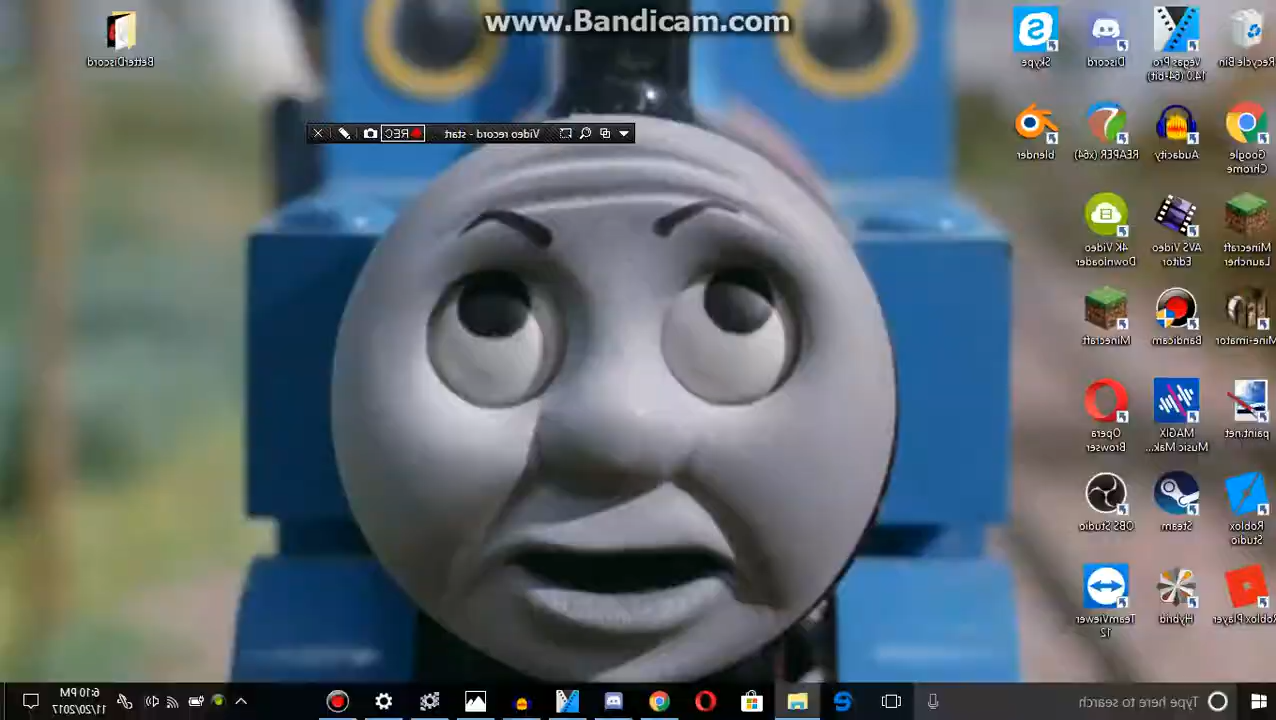 www.Bandicam.com
BetterDiscord
Skype
Discord
Vegas Pro
14.0 (64-bit)
Recycle Bin
Video record - start
REC
blender
REAPER (x64)
Audacity
Google
Chrome
4K Video
Downloader
AVS Video
Editor
Minecraft
Launcher
Minecraft
Bandicam
Mine-imator
Opera
Browser
MAGIX
Music Mak...
paint.net
OBS Studio
Steam
Roblox
Studio
TeamViewer
12
Hybrid
Roblox Player
6:10 PM
11/20/2017
Type here to search